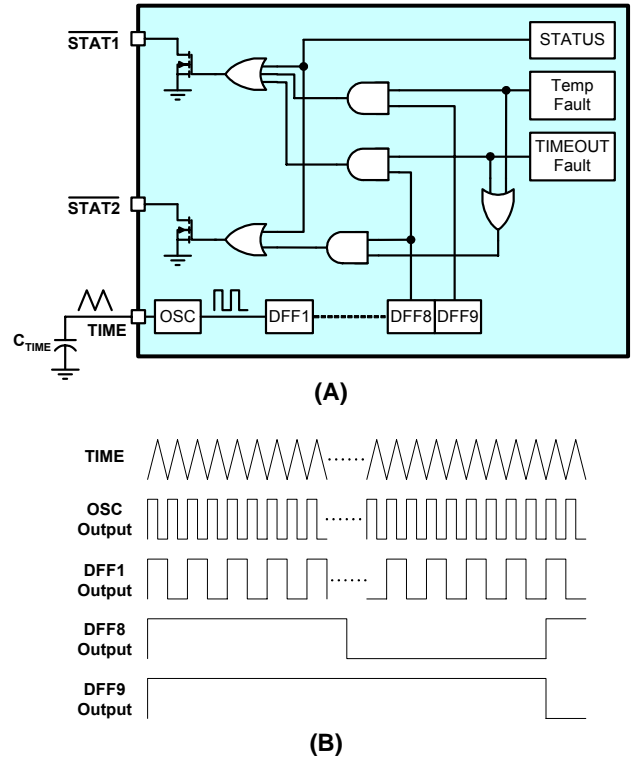 STAT1
STATUS
Temp
Fault
TIMEOUT
Fault
STAT2
OSC
DFF1
DFF8
DFF9
TIME
CTIME
(A)
TIME
OSC
Output
DFF1
Output
DFF8
Output
DFF9
Output
(B)